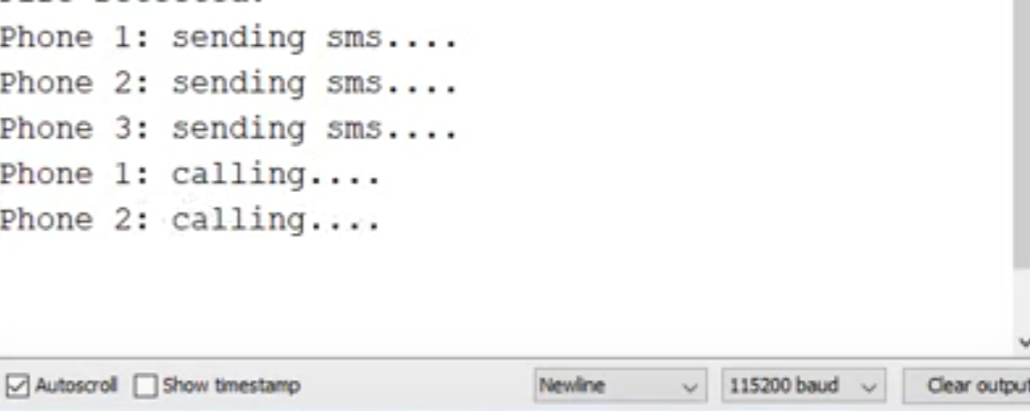 Phone 1: sending sms....
Phone 2: sending sms....
Phone 3: sending sms....
Phone 1: calling....
Phone 2: calling....
Autoscroll Show timestamp Newline 115200 baud Clear output